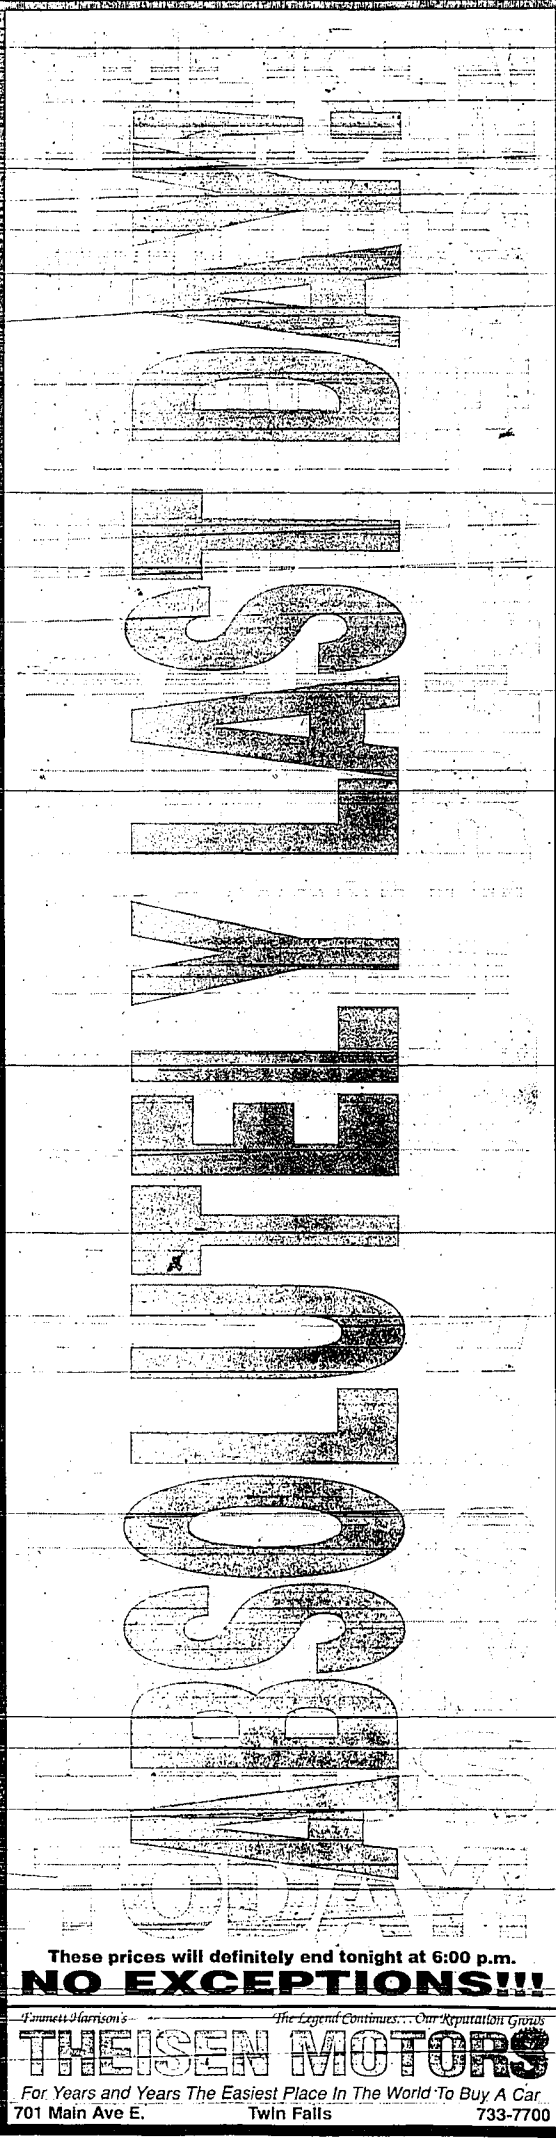 ABSOLUTELY LAST DAY!
TODAY!
These prices will definitely end tonight at 6:00 p.m.
NO EXCEPTIONS!!!
Emmett Harrison's
The Legend Continues... Our Reputation Grows
THEISEN MOTORS
For Years and Years The Easiest Place In The World To Buy A Car
701 Main Ave E. Twin Falls 733-7700